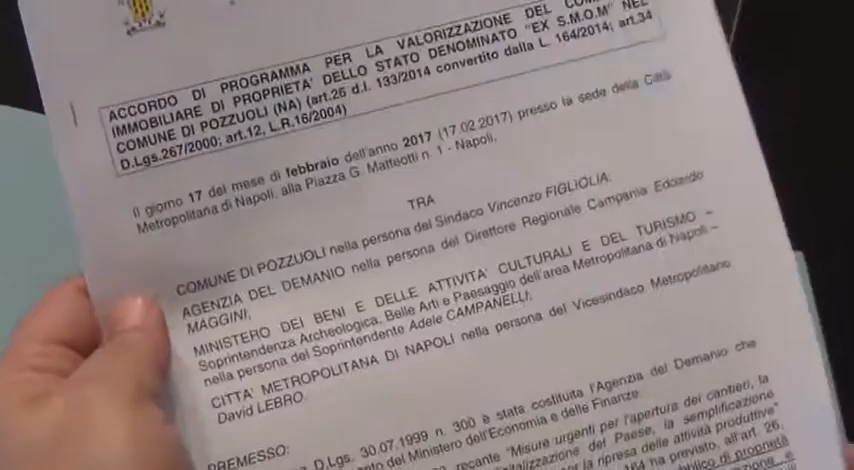 ACCORDO DI PROGRAMMA PER LA VALORIZZAZIONE DEL
IMMOBILIARE DI PROPRIETA' DELLO STATO DENOMINATO "EX S.M.O.M" NEL
COMUNE DI POZZUOLI (NA) (art.26 d.l. 133/2014 convertito dalla L. 164/2014; art.34
D.Lgs.267/2000; art.12, L.R.16/2004)
Il giorno 17 del mese di febbraio dell'anno 2017 (17.02.2017) presso la sede della Città
Metropolitana di Napoli, alla Piazza G. Matteotti n. 1 - Napoli.
TRA
COMUNE DI POZZUOLI nella persona del Sindaco Vincenzo FIGLIOLIA:
AGENZIA DEL DEMANIO nella persona del Direttore Regionale Campania Edoardo
MAGGINI,
MINISTERO DEI BENI E DELLE ATTIVITA' CULTURALI E DEL TURISMO –
Soprintendenza Archeologica, Belle Arti e Paesaggio dell'area Metropolitana di Napoli –
nella persona del Soprintendente Adele CAMPANELLI,
CITTA' METROPOLITANA DI NAPOLI nella persona del Vicesindaco Metropolitano
David LEBRO.
PREMESSO:
D.Lgs. 30.07.1999 n. 300 è stata costituita l'Agenzia del Demanio che
del Ministero dell'Economia e delle Finanze.
recante "Misure urgenti per l'apertura dei cantieri, la
del Paese, la semplificazione
la ripresa delle attività produttive"
ha previsto, all'art. 26,
di proprietà